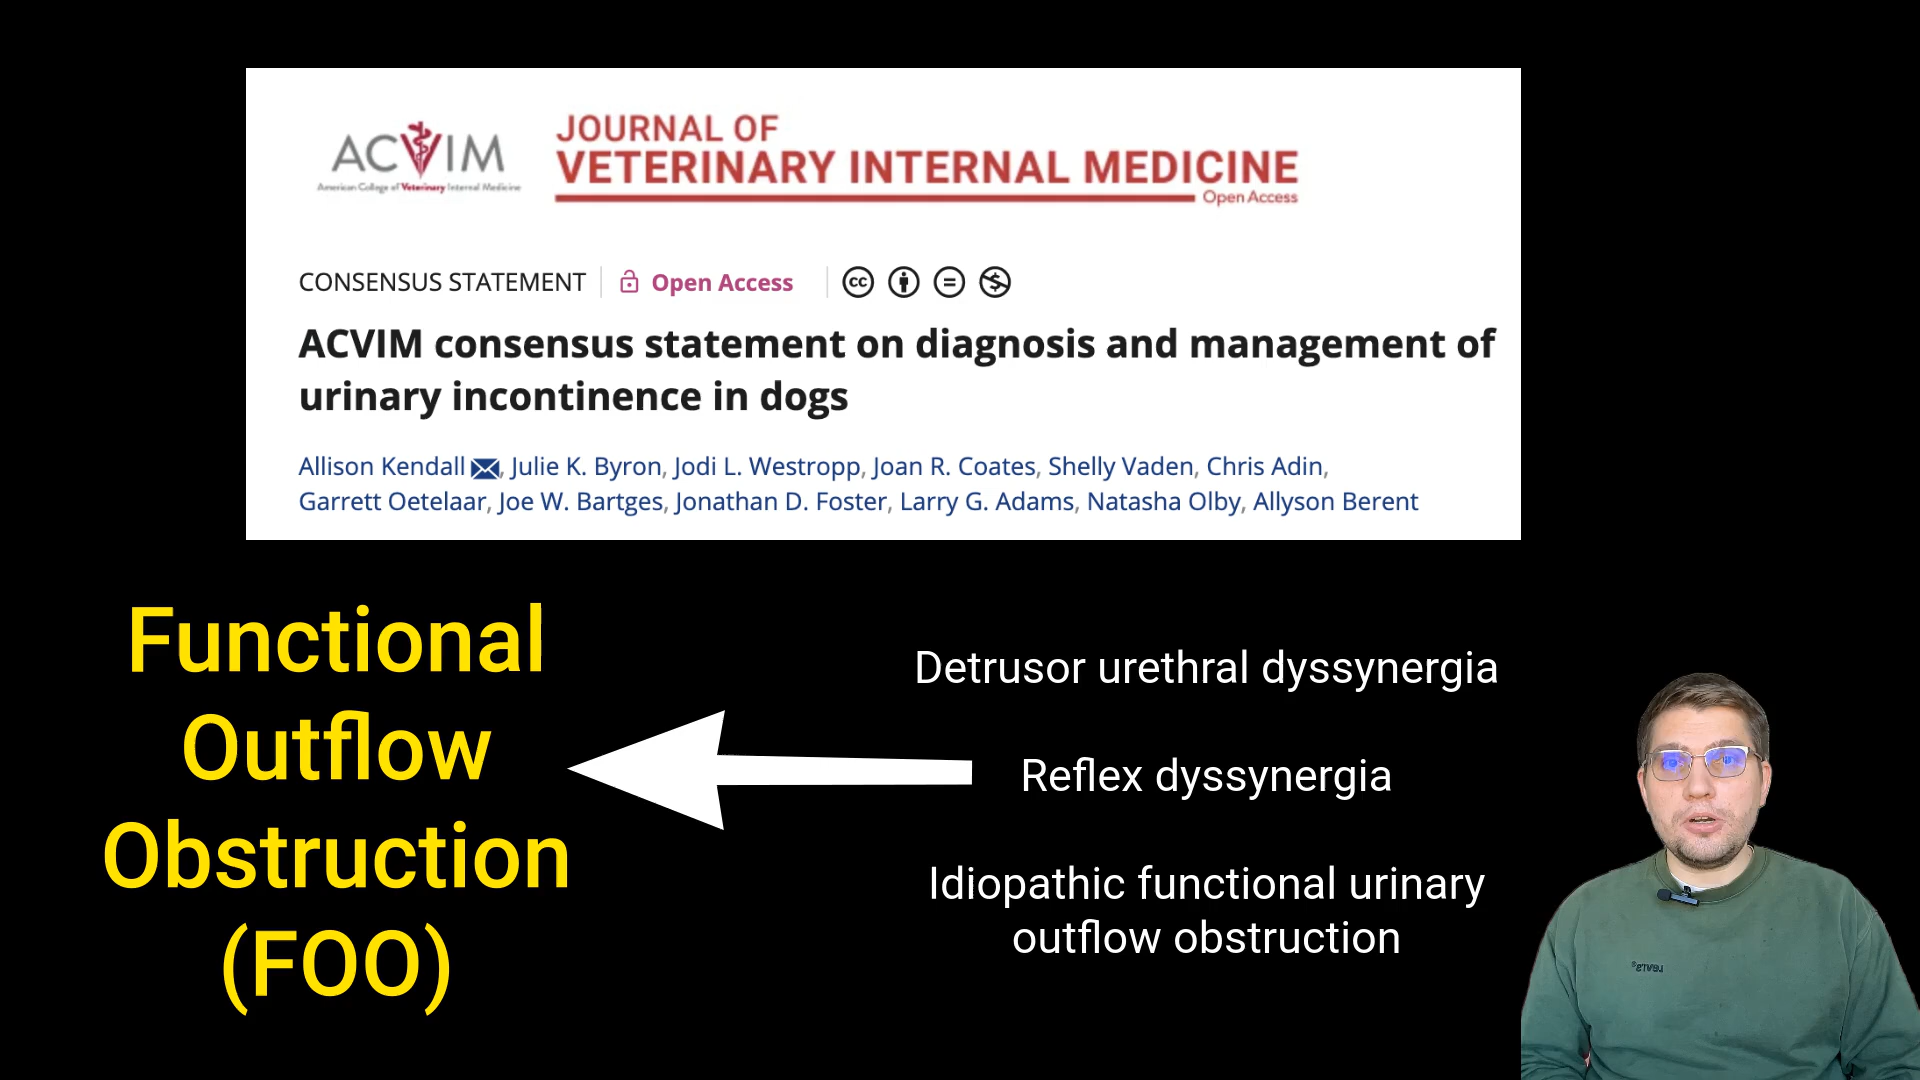 ACVIM
American College of Veterinary Internal Medicine
JOURNAL OF
VETERINARY INTERNAL MEDICINE
Open Access
CONSENSUS STATEMENT Open Access cc
ACVIM consensus statement on diagnosis and management of
urinary incontinence in dogs
Allison Kendall, Julie K. Byron, Jodi L. Westropp, Joan R. Coates, Shelly Vaden, Chris Adin,
Garrett Oetelaar, Joe W. Bartges, Jonathan D. Foster, Larry G. Adams, Natasha Olby, Allyson Berent
Functional
Outflow
Obstruction
(FOO)
Detrusor urethral dyssynergia
Reflex dyssynergia
Idiopathic functional urinary
outflow obstruction
LEVI'S®